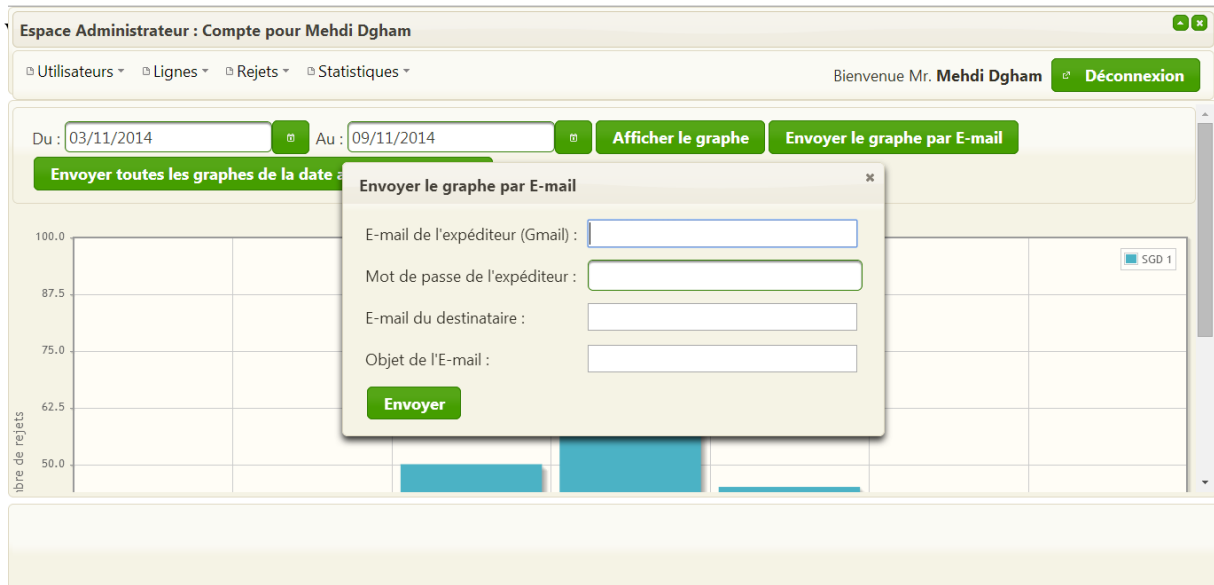 Espace Administrateur : Compte pour Mehdi Dgham
Utilisateurs Lignes Rejets Statistiques Bienvenue Mr. Mehdi Dgham Déconnexion
Du : 03/11/2014 Au : 09/11/2014 Afficher le graphe Envoyer le graphe par E-mail
Envoyer toutes les graphes de la date
Envoyer le graphe par E-mail
E-mail de l'expéditeur (Gmail) :
Mot de passe de l'expéditeur :
E-mail du destinataire :
Objet de l'E-mail :
Envoyer
100.0
87.5
75.0
62.5
50.0
de rejets
SGD 1